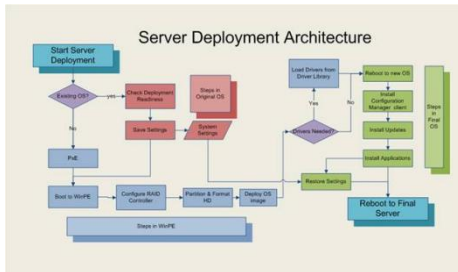 Server Deployment Architecture
Start Server
Deployment
Existing OS?
yes
No
Check Deployment
Readiness
Steps in
Original OS
Save Settings
System
Settings
PxE
Boot to WinPE
Configure RAID
Controller
Partition & Format
HD
Deploy OS
image
Steps in WinPE
Load Drivers from
Driver Library
Yes
No
Drivers Needed?
Reboot to new OS
Install
Configuration
Manager client
Install Updates
Install Applications
Steps
in
Final
OS
Restore Settings
Reboot to Final
Server